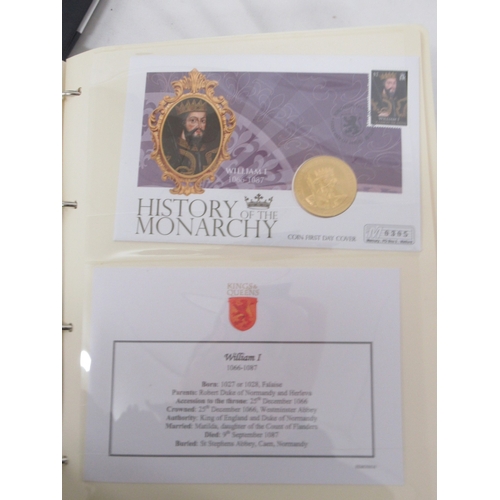 WILLIAM I
1066-1087
HISTORY OF THE
MONARCHY
COIN FIRST DAY COVER
0305
KINGS &
QUEENS
William I
1066-1087
Born: 1027 or 1028, Falaise
Parents: Robert Duke of Normandy and Herleva
Accession to the throne: 25th December 1066
Crowned: 25th December 1066, Westminster Abbey
Authority: King of England and Duke of Normandy
Married: Matilda, daughter of the Count of Flanders
Died: 9th September 1087
Buried: St Stephens Abbey, Caen, Normandy